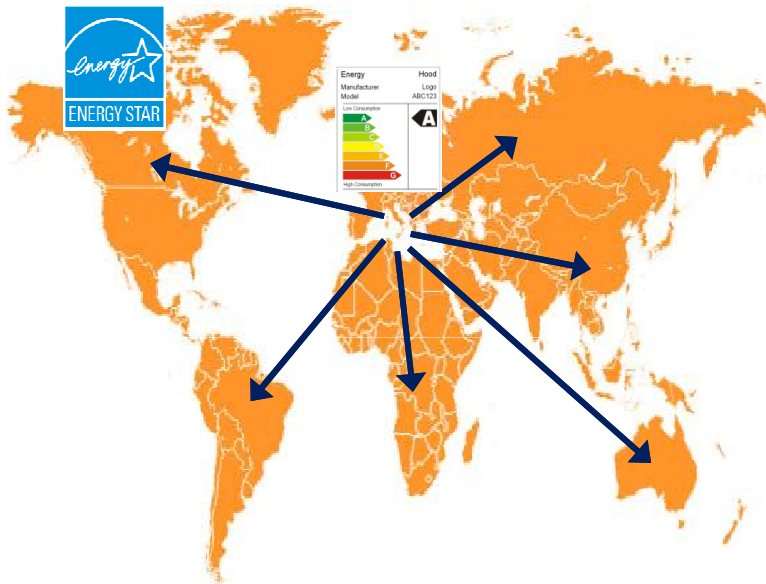 energy
ENERGY STAR
Energy Hood
Manufacturer Logo
Model ABC123
Low Consumption
A
B
C
D
E
F
G
A
High Consumption